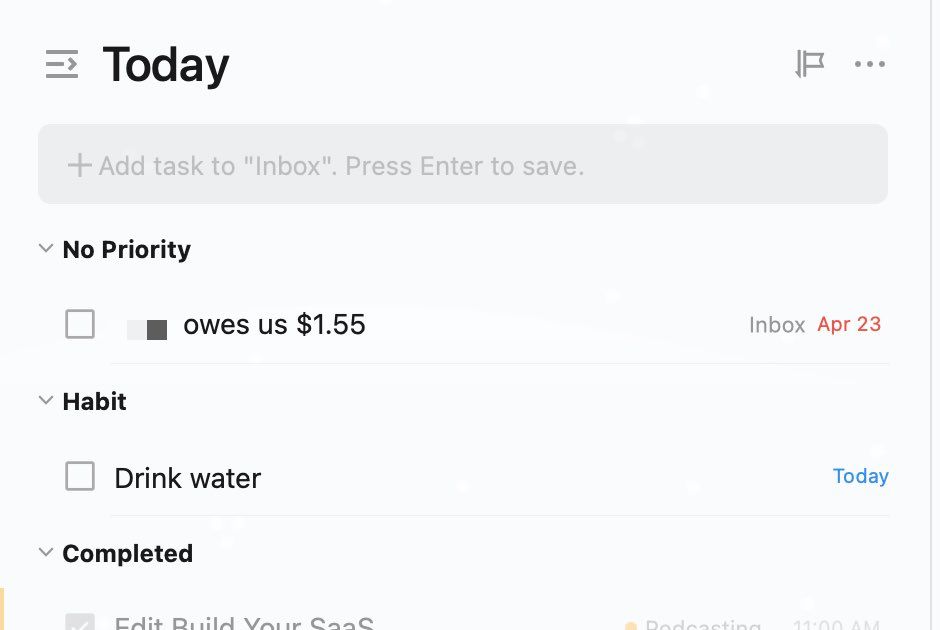 Today
Add task to "Inbox". Press Enter to save.
No Priority
owes us $1.55 Inbox Apr 23
Habit
Drink water Today
Completed
Edit Build Your SaaS Podcasting 11:00 AM